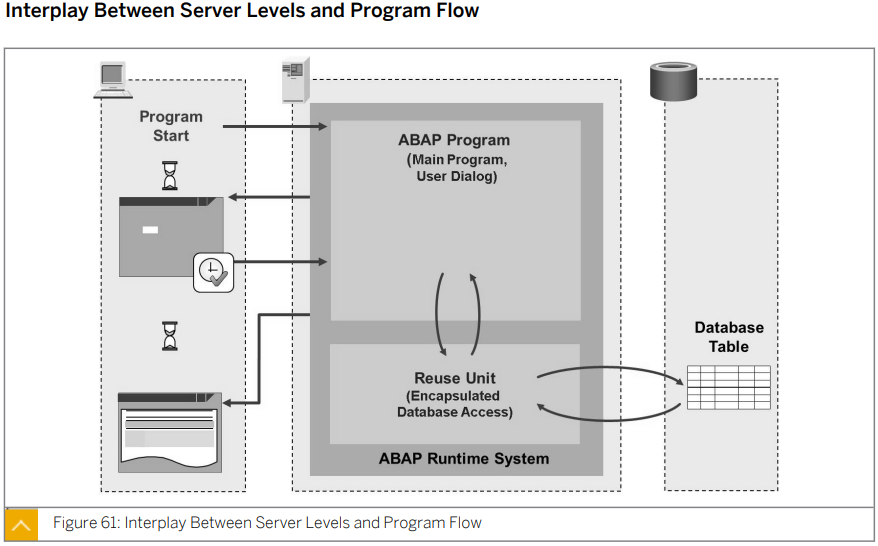 Interplay Between Server Levels and Program Flow
Program
Start
ABAP Program
(Main Program,
User Dialog)
Reuse Unit
(Encapsulated
Database Access)
ABAP Runtime System
Database
Table
Figure 61: Interplay Between Server Levels and Program Flow